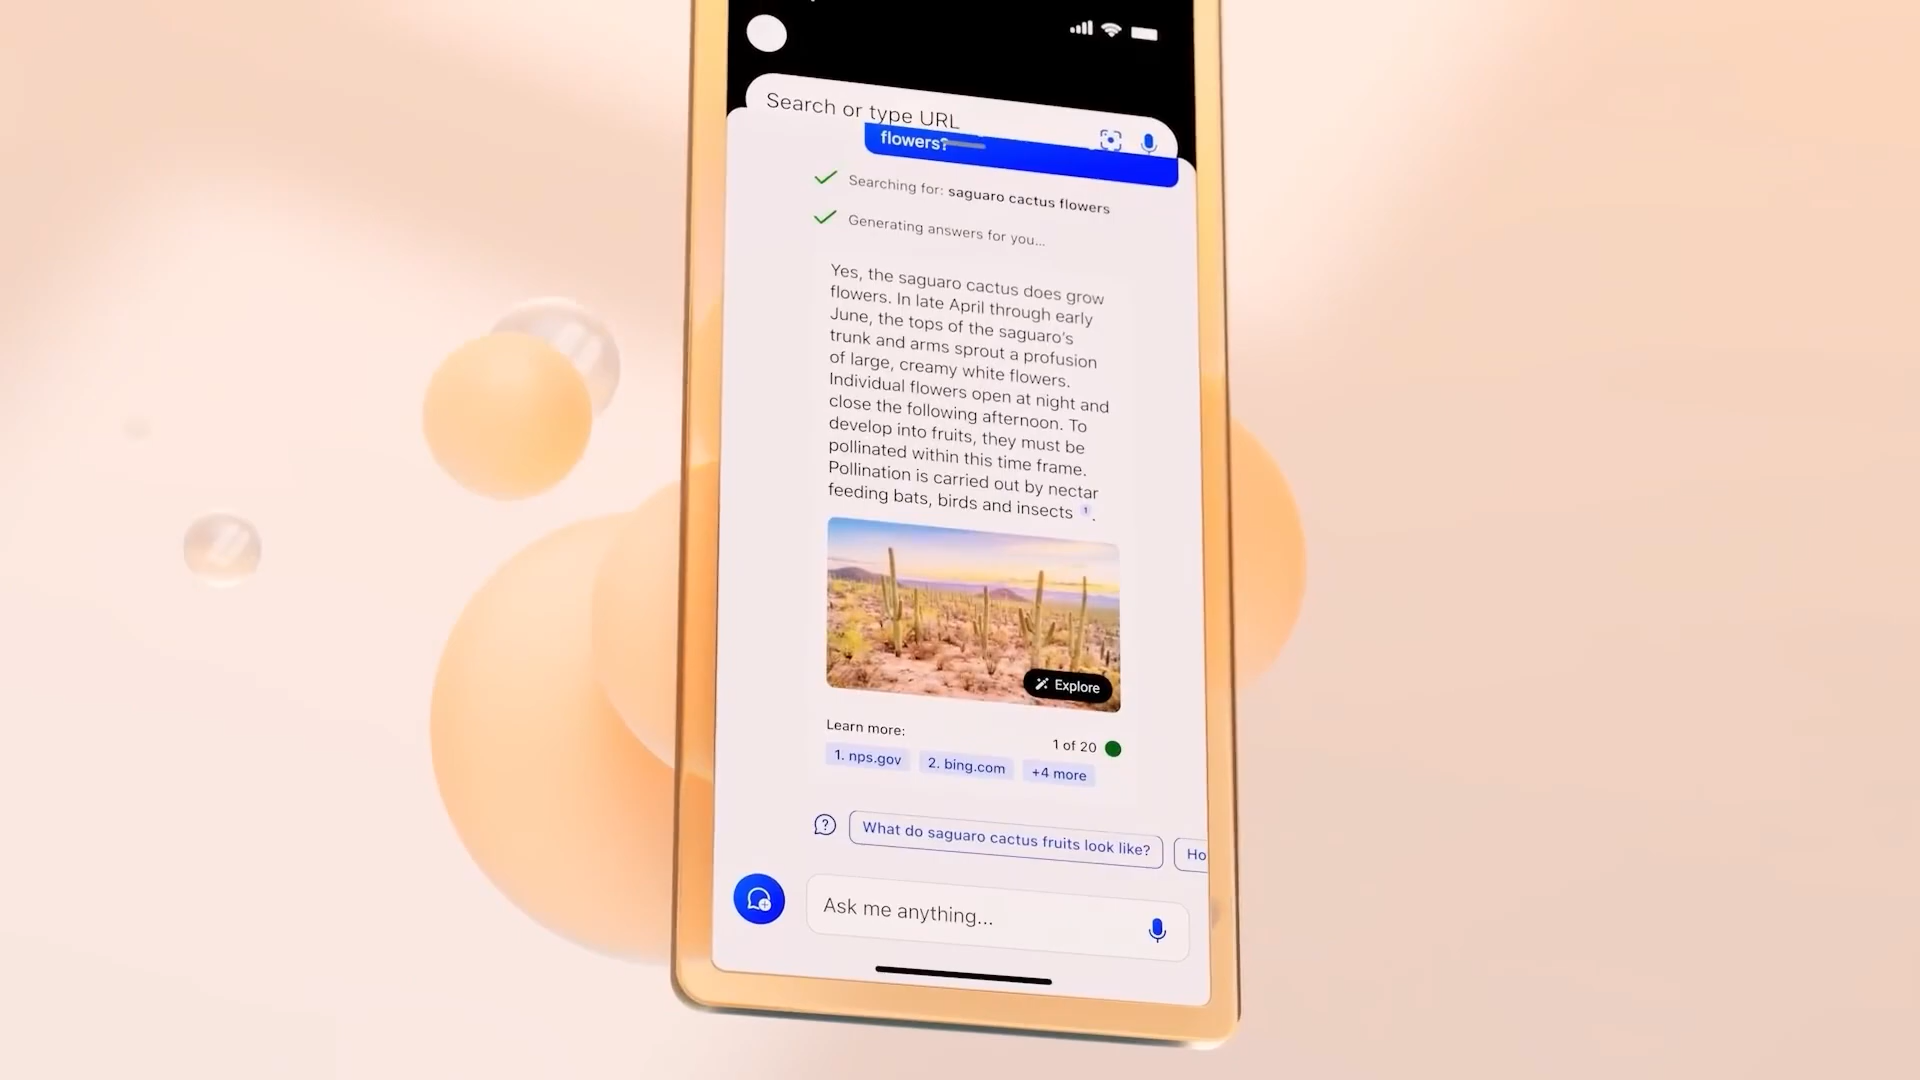 Search or type URL
flowers?
Searching for: saguaro cactus flowers
Generating answers for you...
Yes, the saguaro cactus does grow
flowers. In late April through early
June, the tops of the saguaro's
trunk and arms sprout a profusion
of large, creamy white flowers.
Individual flowers open at night and
close the following afternoon. To
develop into fruits, they must be
pollinated within this time frame.
Pollination is carried out by nectar
feeding bats, birds and insects 1.
Explore
Learn more:
1 of 20
1. nps.gov
2. bing.com
+4 more
What do saguaro cactus fruits look like?
Ho
Ask me anything...